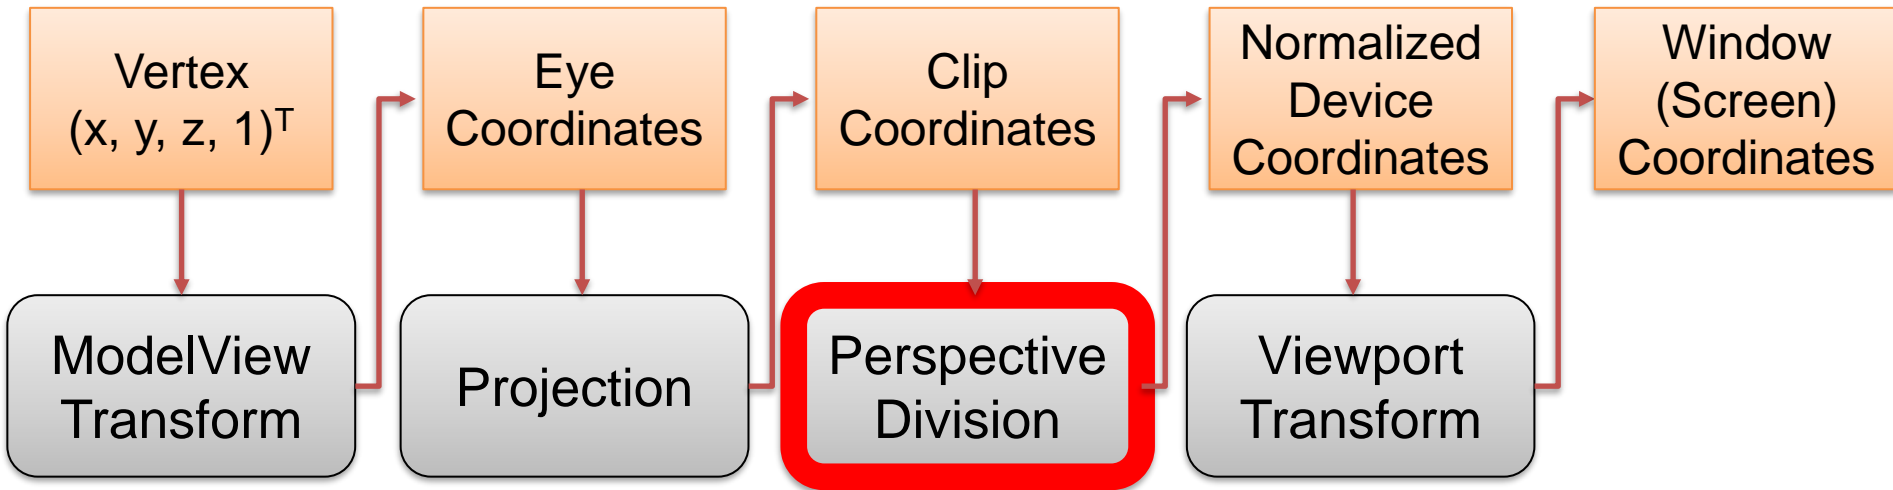 Vertex
(x, y, z, 1)ᵀ
Eye
Coordinates
Clip
Coordinates
Normalized
Device
Coordinates
Window
(Screen)
Coordinates
ModelView
Transform
Projection
Perspective
Division
Viewport
Transform